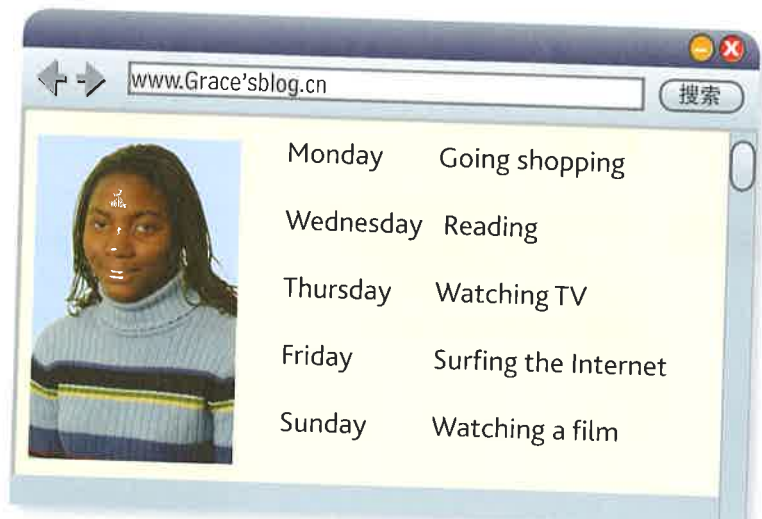 www.Grace'sblog.cn
搜索
Monday Going shopping
Wednesday Reading
Thursday Watching TV
Friday Surfing the Internet
Sunday Watching a film